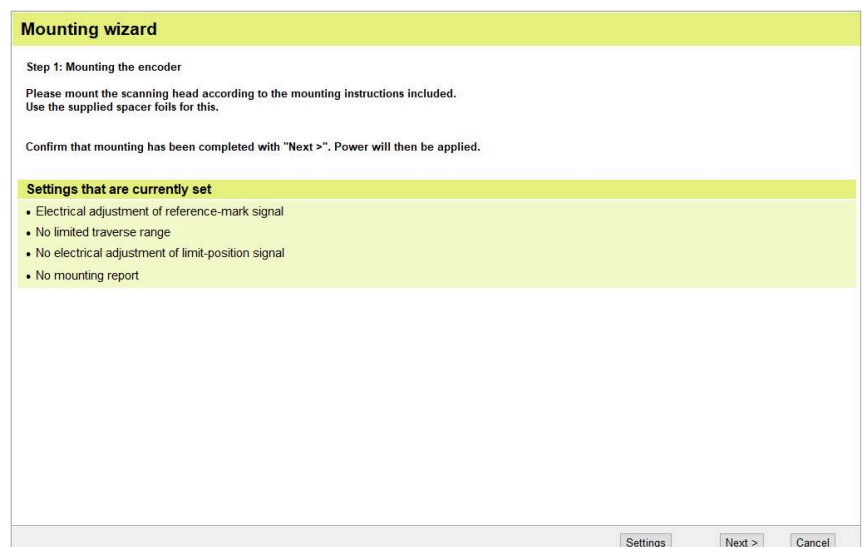 Mounting wizard
Step 1: Mounting the encoder
Please mount the scanning head according to the mounting instructions included.
Use the supplied spacer foils for this.
Confirm that mounting has been completed with "Next >". Power will then be applied.
Settings that are currently set
• Electrical adjustment of reference-mark signal
• No limited traverse range
• No electrical adjustment of limit-position signal
• No mounting report
Settings Next > Cancel